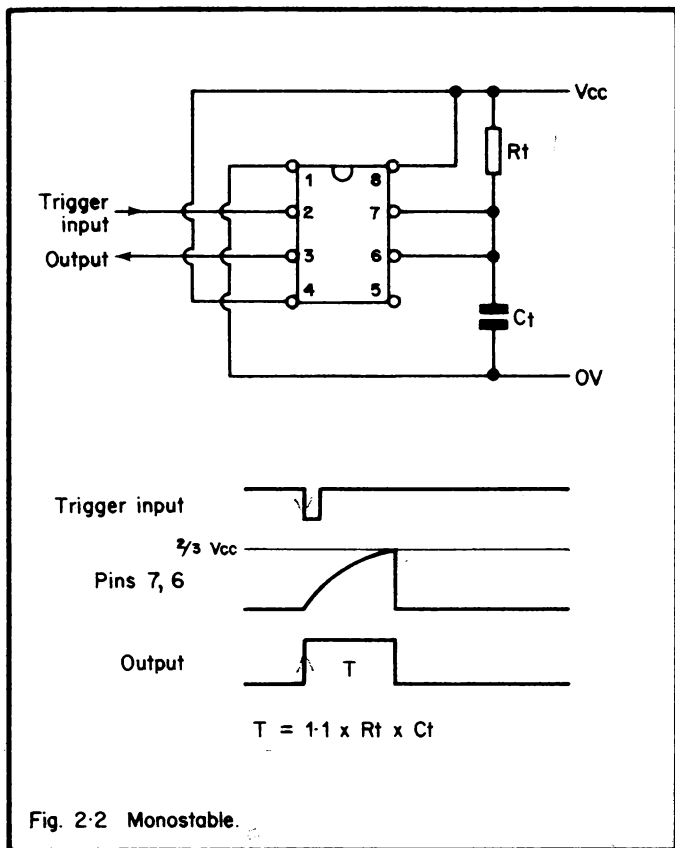 Vcc
Rt
1 8
Trigger input
2 7
Output
3 6
4 5
Ct
0V
Trigger input
2/3 Vcc
Pins 7, 6
Output
T
T = 1·1 x Rt x Ct
Fig. 2·2 Monostable.